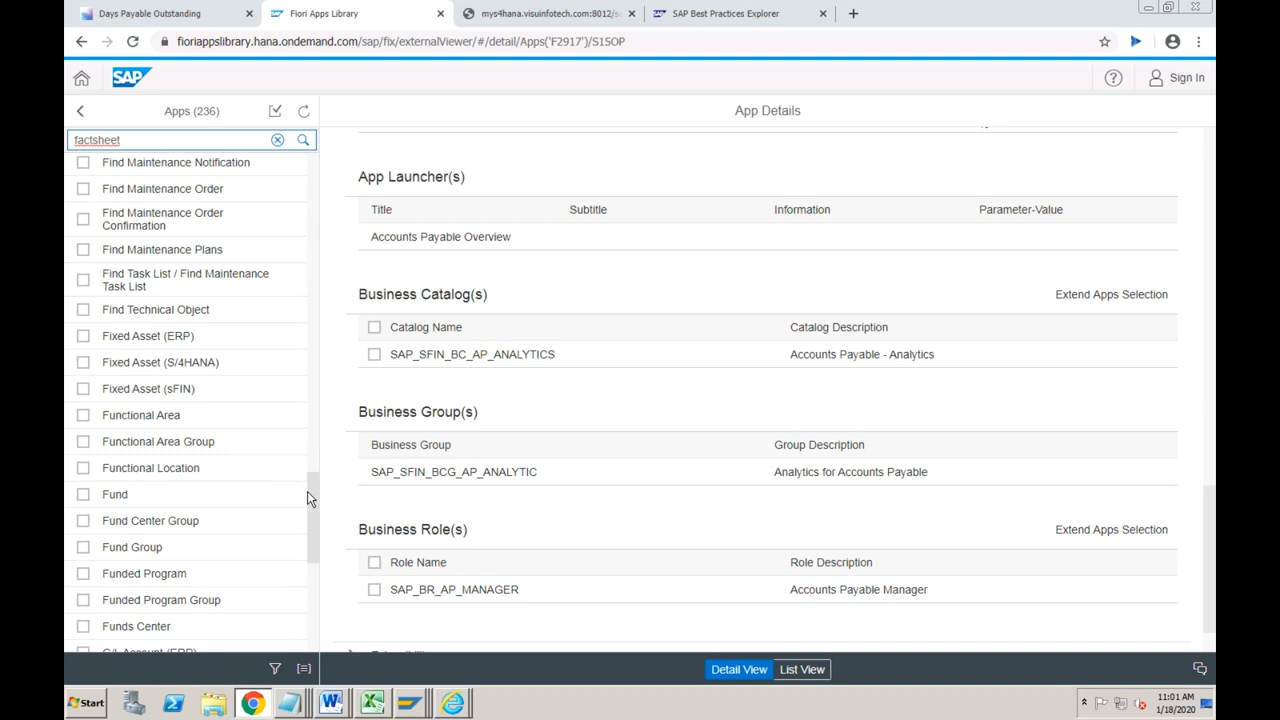 Days Payable Outstanding
Fiori Apps Library
mys4hana.visuinfotech.com:8012/s
SAP Best Practices Explorer
fioriappslibrary.hana.ondemand.com/sap/fix/externalViewer/#/detail/Apps('F2917')/S15OP
SAP
Sign In
Apps (236)
App Details
factsheet
Find Maintenance Notification
Find Maintenance Order
Find Maintenance Order
Confirmation
Find Maintenance Plans
Find Task List / Find Maintenance
Task List
Find Technical Object
Fixed Asset (ERP)
Fixed Asset (S/4HANA)
Fixed Asset (sFIN)
Functional Area
Functional Area Group
Functional Location
Fund
Fund Center Group
Fund Group
Funded Program
Funded Program Group
Funds Center
G/L Account (ERP)
App Launcher(s)
Title Subtitle Information Parameter-Value
Accounts Payable Overview
Business Catalog(s) Extend Apps Selection
Catalog Name Catalog Description
SAP_SFIN_BC_AP_ANALYTICS Accounts Payable - Analytics
Business Group(s)
Business Group Group Description
SAP_SFIN_BCG_AP_ANALYTIC Analytics for Accounts Payable
Business Role(s) Extend Apps Selection
Role Name Role Description
SAP_BR_AP_MANAGER Accounts Payable Manager
Detail View List View
Start
11:01 AM
1/18/2020